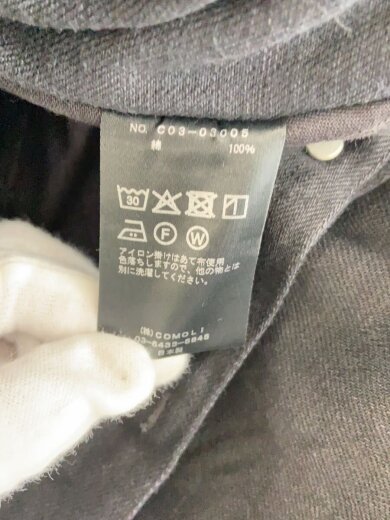 NO. C03-03005
綿 100%
30
F W
アイロン掛けはあて布使用
色落ちしますので、他の物とは
別に洗濯してください。
(株)COMOLI
03-6459-6845
日本製